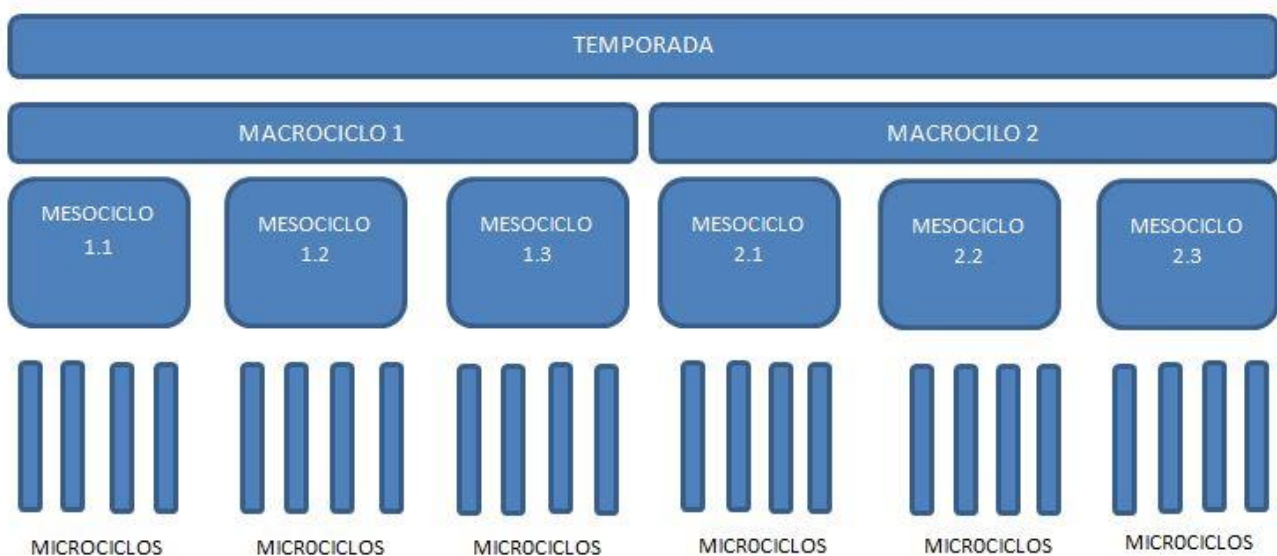 TEMPORADA
MACROCICLO 1
MACROCILO 2
MESOCICLO
1.1
MESOCICLO
1.2
MESOCICLO
1.3
MESOCICLO
2.1
MESOCICLO
2.2
MESOCICLO
2.3
MICROCICLOS
MICROCICLOS
MICROCICLOS
MICROCICLOS
MICROCICLOS
MICROCICLOS